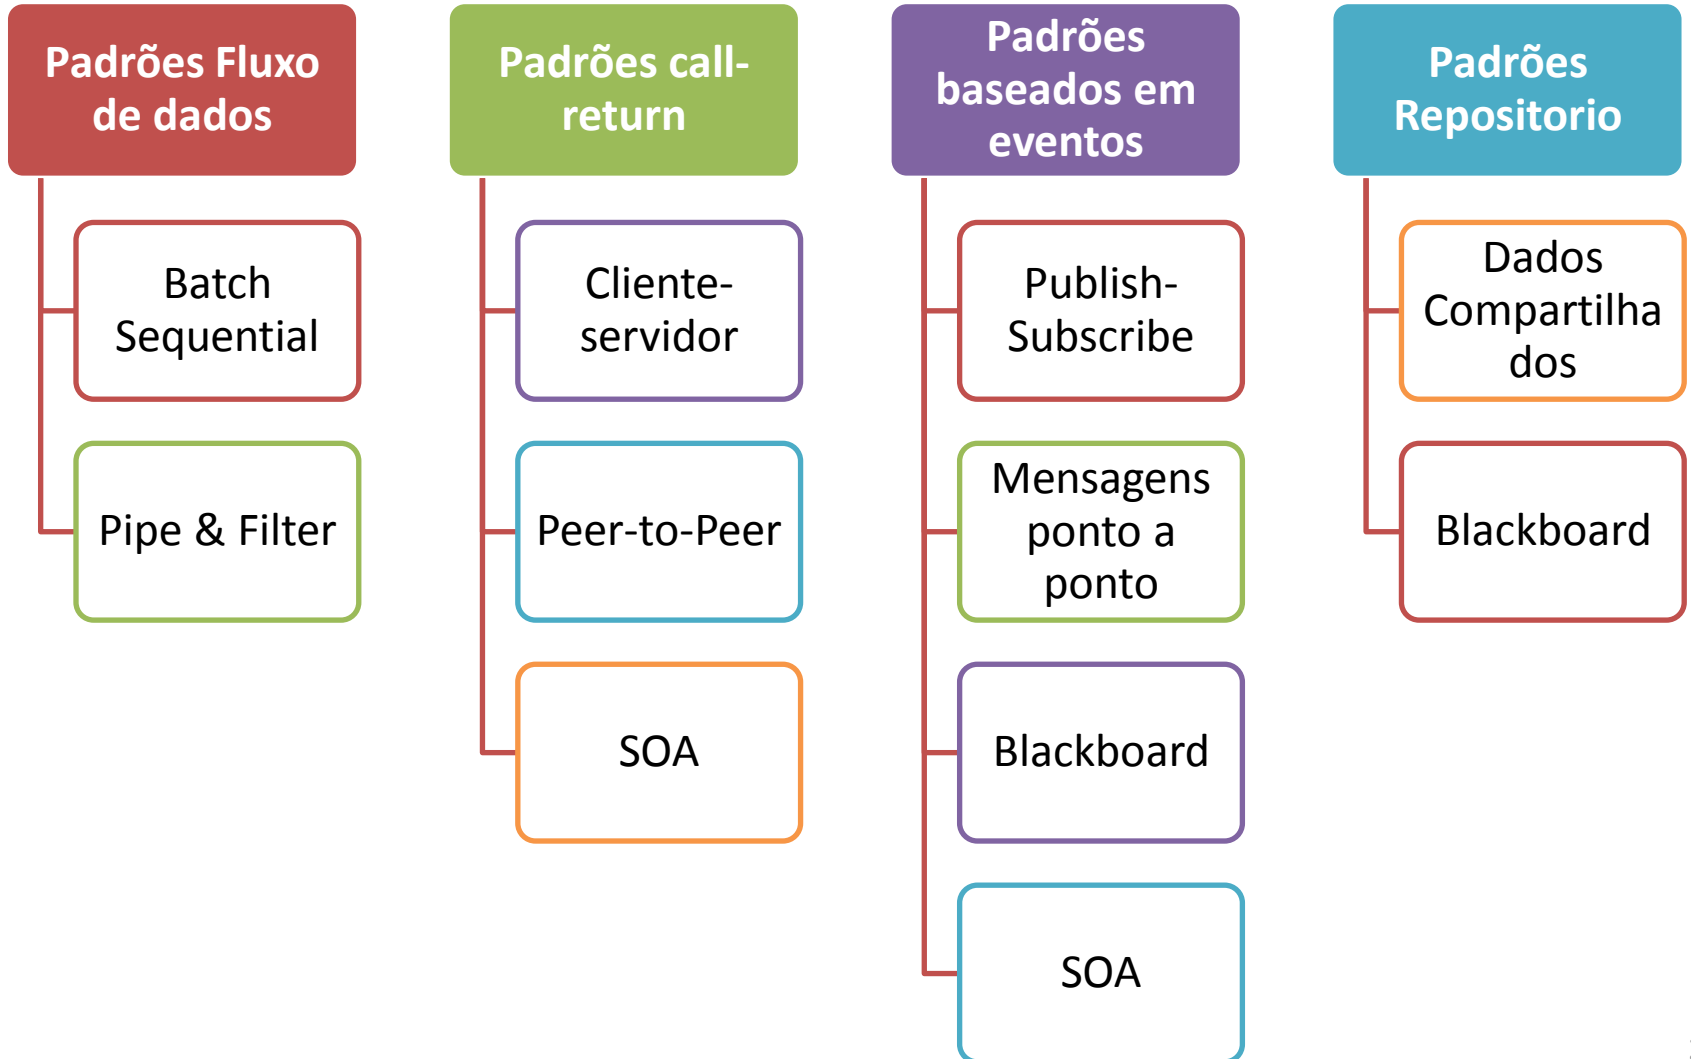 Padrões Fluxo
de dados
Batch
Sequential
Pipe & Filter
Padrões call-
return
Cliente-
servidor
Peer-to-Peer
SOA
Padrões
baseados em
eventos
Publish-
Subscribe
Mensagens
ponto a
ponto
Blackboard
SOA
Padrões
Repositorio
Dados
Compartilha
dos
Blackboard